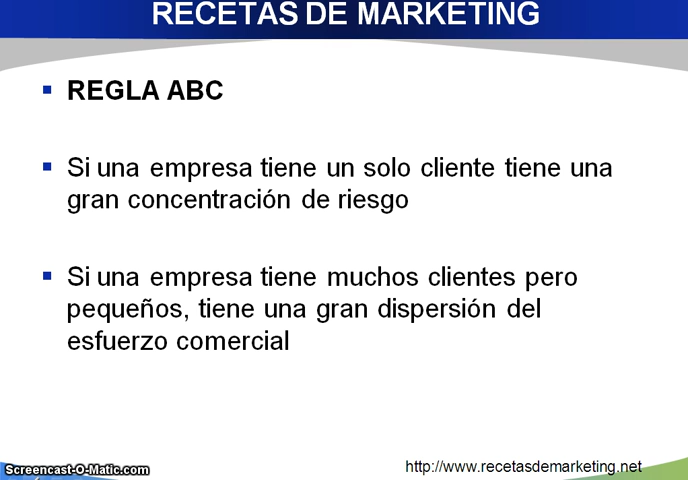 RECETAS DE MARKETING
REGLA ABC
Si una empresa tiene un solo cliente tiene una
gran concentración de riesgo
Si una empresa tiene muchos clientes pero
pequeños, tiene una gran dispersión del
esfuerzo comercial
Screencast-O-Matic.com
http://www.recetasdemarketing.net